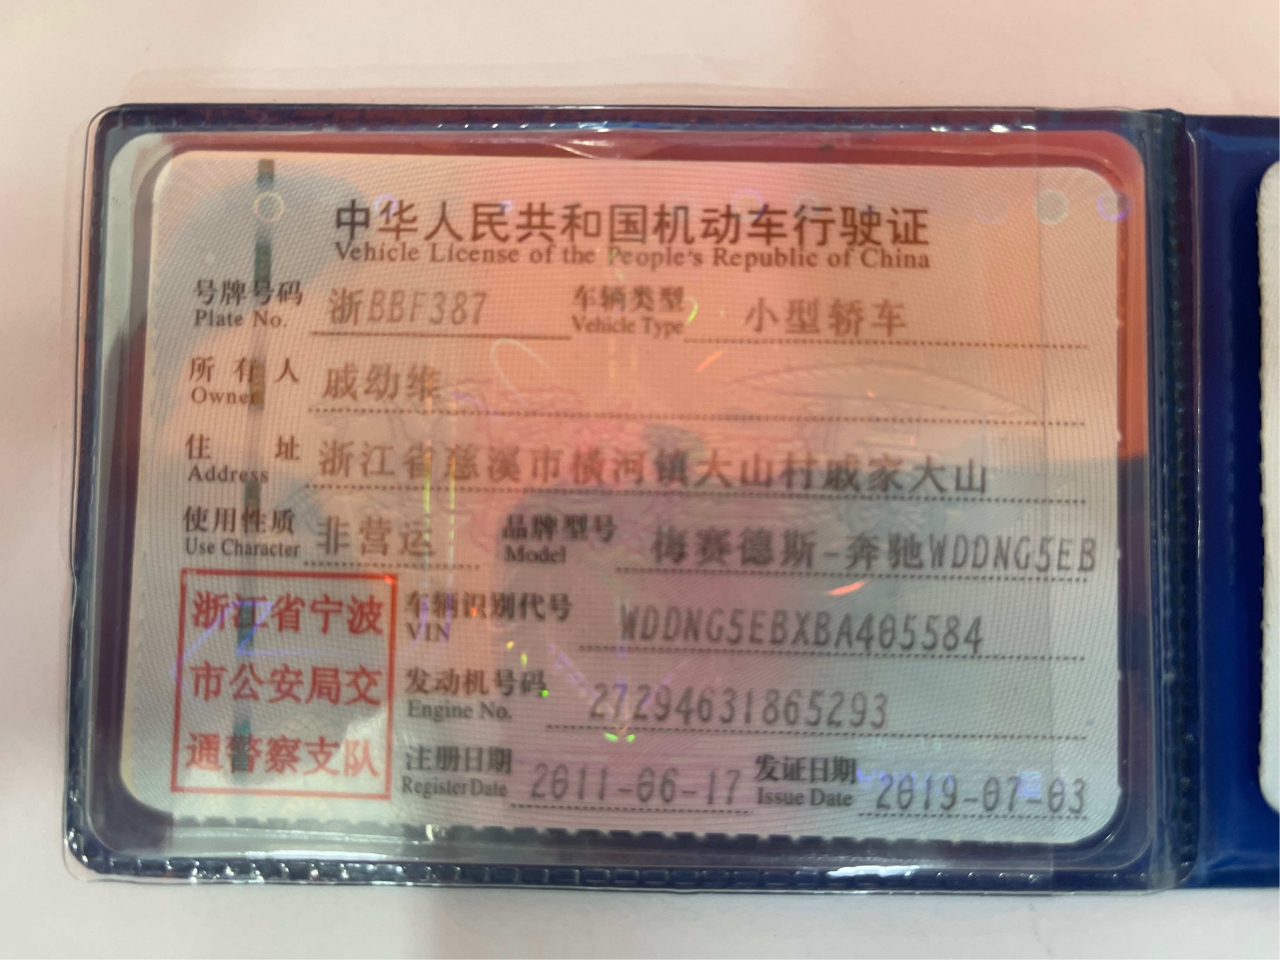 中华人民共和国机动车行驶证
Vehicle License of the People's Republic of China
号牌号码 浙BBF387 车辆类型 小型轿车
Plate No. Vehicle Type
所有人 戚幼维
Owner
住址 浙江省慈溪市横河镇大山村戚家大山
Address
使用性质 非营运 品牌型号 梅赛德斯-奔驰WDDNG5EB
Use Character Model
浙江省宁波
市公安局交
通警察支队
车辆识别代号 WDDNG5EBXBA405584
VIN
发动机号码 27294631865293
Engine No.
注册日期 2011-06-17 发证日期 2019-07-03
Register Date Issue Date